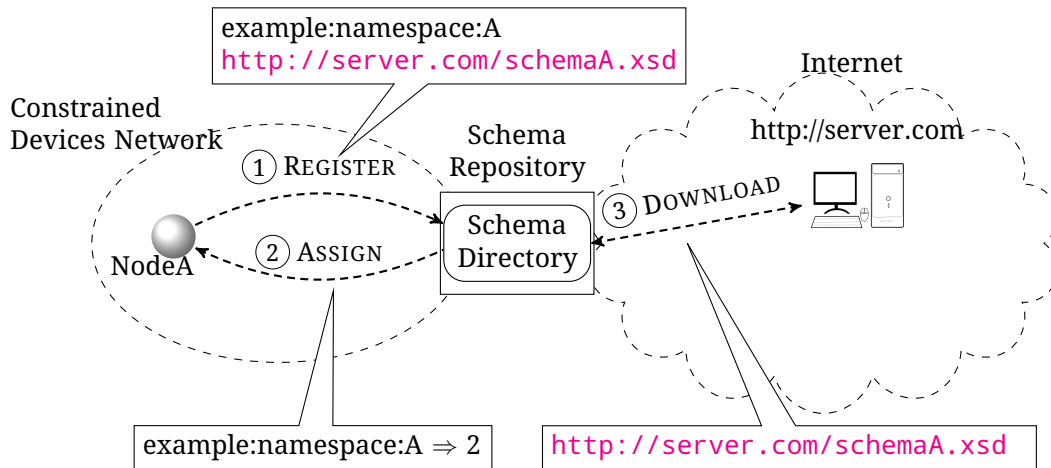 example:namespace:A
http://server.com/schemaA.xsd
Internet
Constrained
Devices Network
http://server.com
Schema
Repository
1 REGISTER
3 DOWNLOAD
Schema
Directory
2 ASSIGN
NodeA
example:namespace:A ⇒ 2
http://server.com/schemaA.xsd